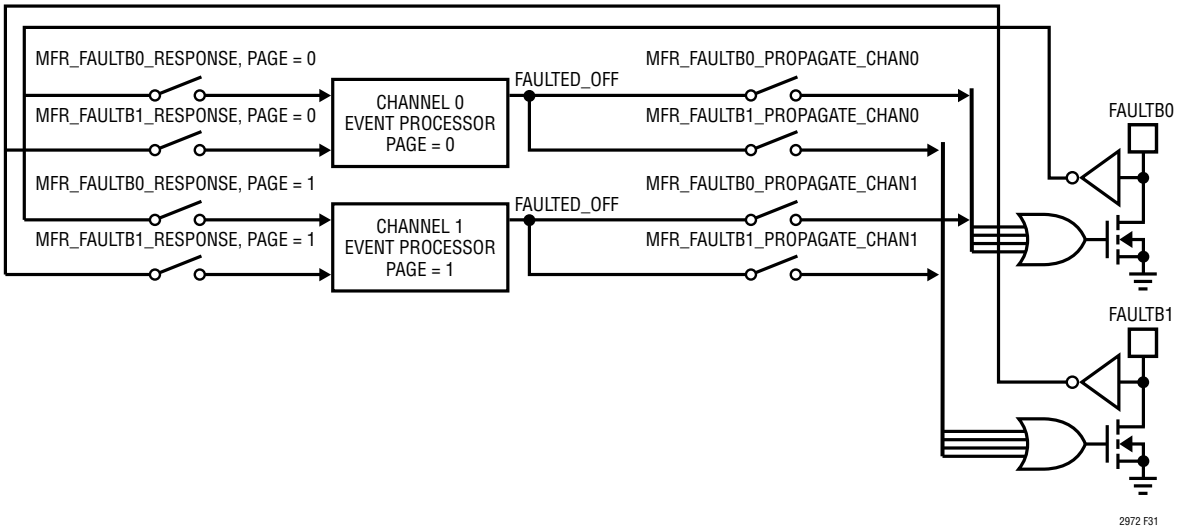 MFR_FAULTB0_RESPONSE, PAGE = 0
MFR_FAULTB1_RESPONSE, PAGE = 0
CHANNEL 0
EVENT PROCESSOR
PAGE = 0
FAULTED_OFF
MFR_FAULTB0_PROPAGATE_CHAN0
MFR_FAULTB1_PROPAGATE_CHAN0
FAULTB0
MFR_FAULTB0_RESPONSE, PAGE = 1
MFR_FAULTB1_RESPONSE, PAGE = 1
CHANNEL 1
EVENT PROCESSOR
PAGE = 1
FAULTED_OFF
MFR_FAULTB0_PROPAGATE_CHAN1
MFR_FAULTB1_PROPAGATE_CHAN1
FAULTB1
2972 F31